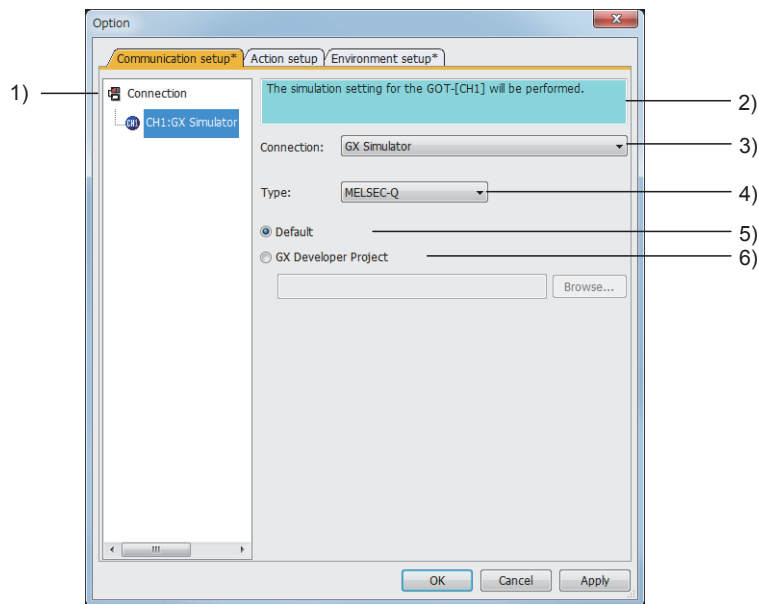 Option
Communication setup* Action setup Environment setup*
1)
Connection
CH1 CH1:GX Simulator
The simulation setting for the GOT-[CH1] will be performed.
2)
Connection: GX Simulator
3)
Type: MELSEC-Q
4)
Default
5)
GX Developer Project
6)
Browse...
OK Cancel Apply